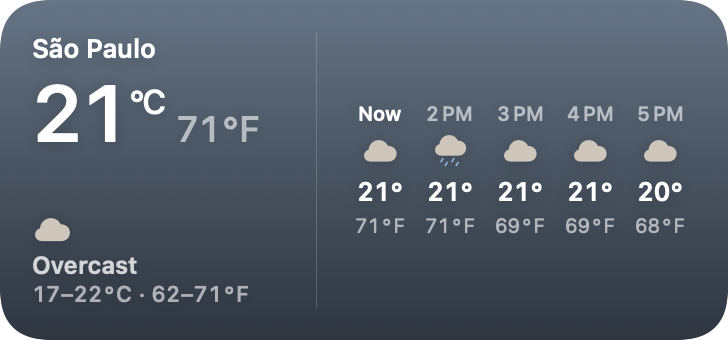 São Paulo
21°C 71°F
Overcast
17–22°C · 62–71°F
Now 2 PM 3 PM 4 PM 5 PM
21° 21° 21° 21° 20°
71°F 71°F 69°F 69°F 68°F